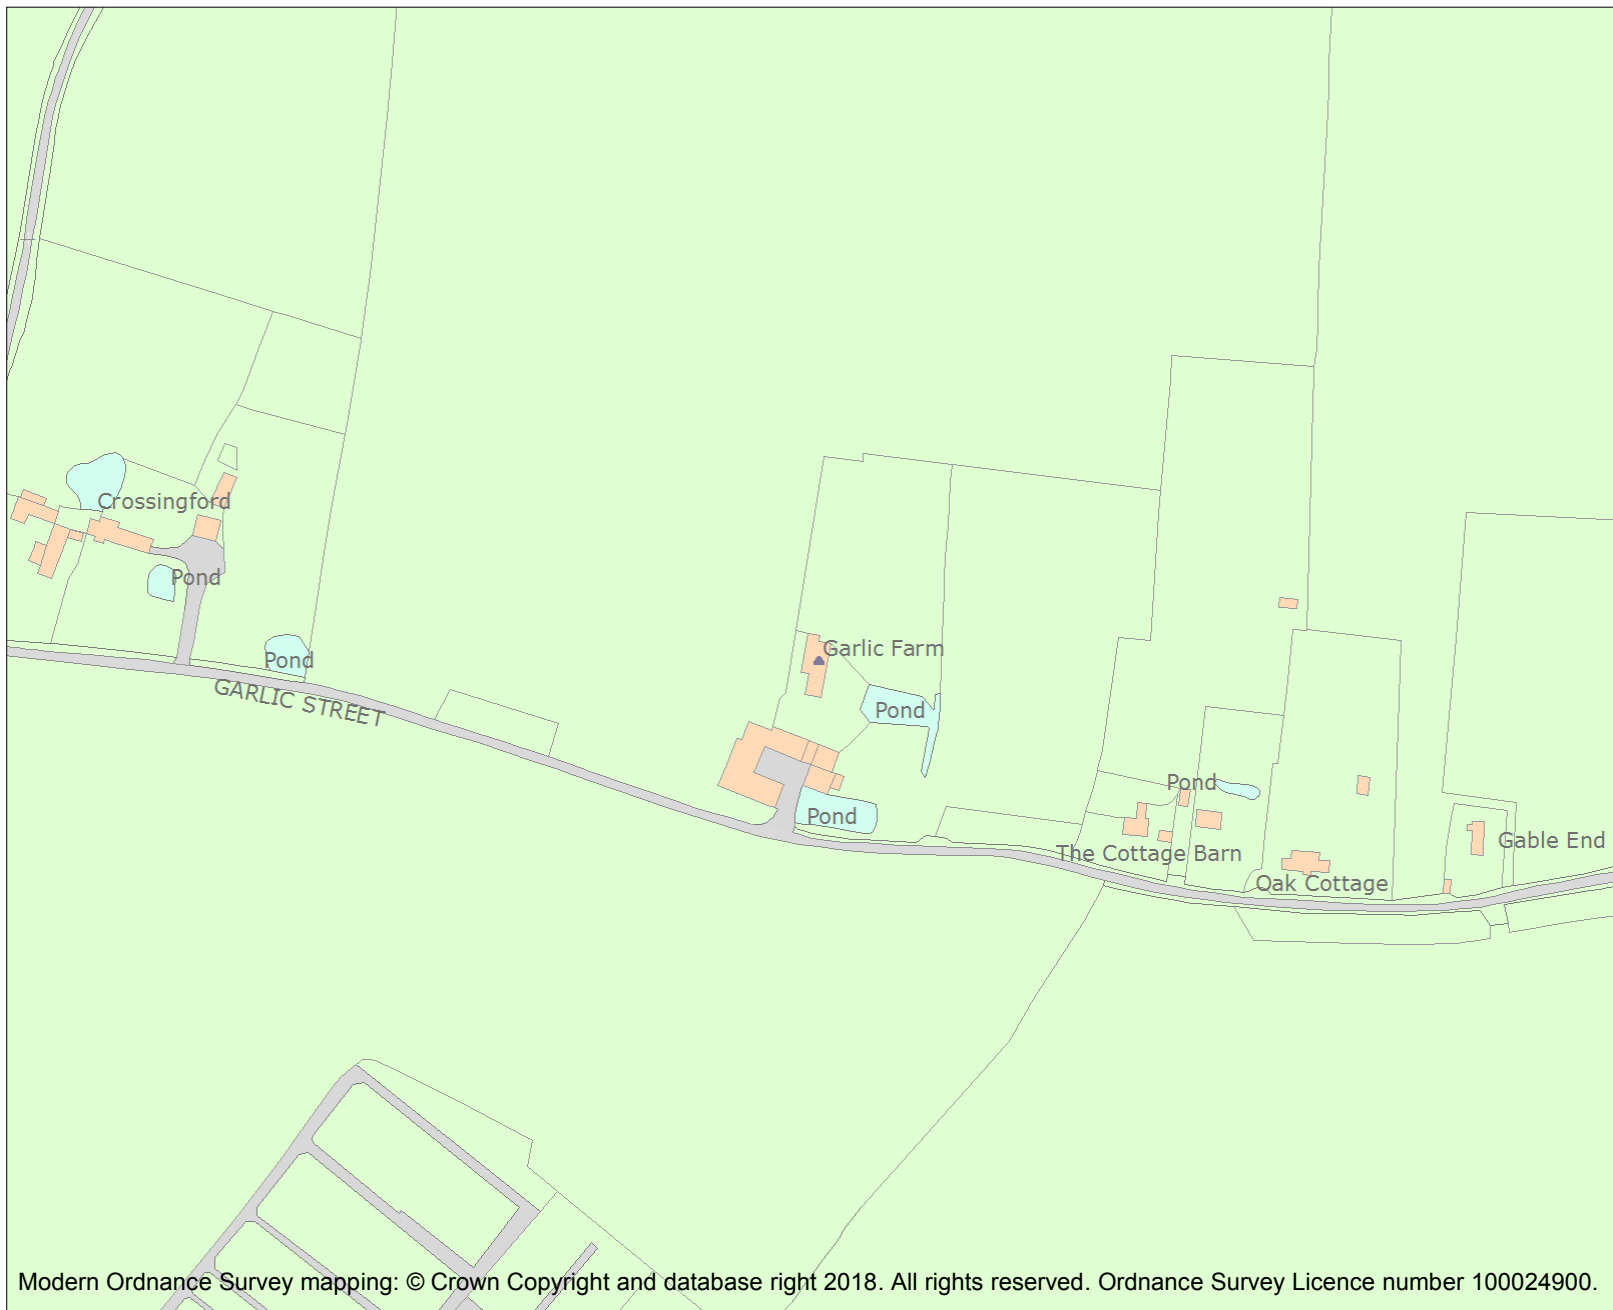 Crossingford
Pond
Pond
GARLIC STREET
Garlic Farm
Pond
Pond
Pond
Gable End
The Cottage Barn
Oak Cottage
Modern Ordnance Survey mapping: © Crown Copyright and database right 2018. All rights reserved. Ordnance Survey Licence number 100024900.